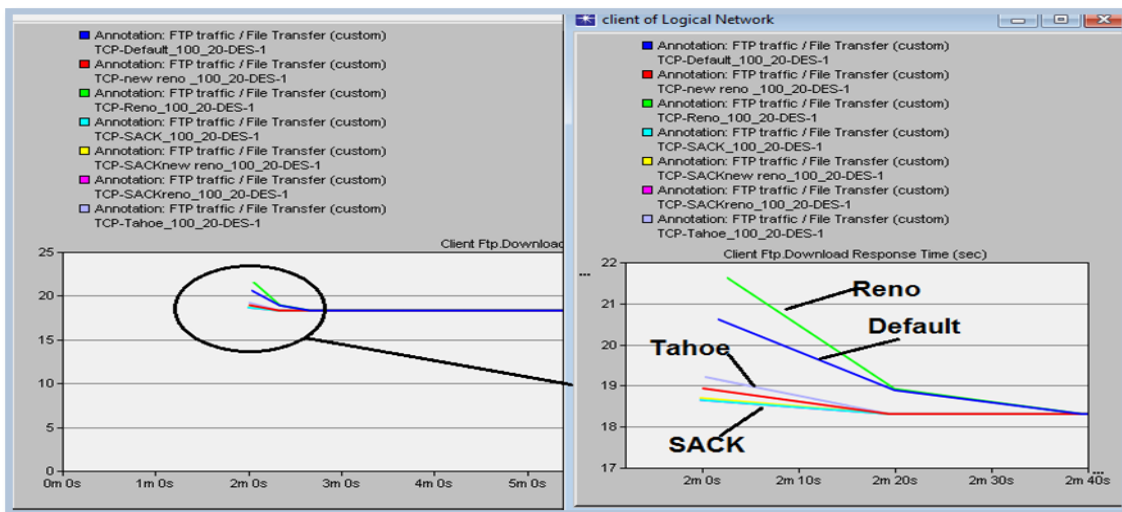 Annotation: FTP traffic / File Transfer (custom)
TCP-Default_100_20-DES-1
Annotation: FTP traffic / File Transfer (custom)
TCP-new reno _100_20-DES-1
Annotation: FTP traffic / File Transfer (custom)
TCP-Reno_100_20-DES-1
Annotation: FTP traffic / File Transfer (custom)
TCP-SACK_100_20-DES-1
Annotation: FTP traffic / File Transfer (custom)
TCP-SACKnew reno_100_20-DES-1
Annotation: FTP traffic / File Transfer (custom)
TCP-SACKreno_100_20-DES-1
Annotation: FTP traffic / File Transfer (custom)
TCP-Tahoe_100_20-DES-1
Client Ftp.Download
25
20
15
10
5
0
0m 0s 1m 0s 2m 0s 3m 0s 4m 0s 5m 0s
client of Logical Network
Annotation: FTP traffic / File Transfer (custom)
TCP-Default_100_20-DES-1
Annotation: FTP traffic / File Transfer (custom)
TCP-new reno _100_20-DES-1
Annotation: FTP traffic / File Transfer (custom)
TCP-Reno_100_20-DES-1
Annotation: FTP traffic / File Transfer (custom)
TCP-SACK_100_20-DES-1
Annotation: FTP traffic / File Transfer (custom)
TCP-SACKnew reno_100_20-DES-1
Annotation: FTP traffic / File Transfer (custom)
TCP-SACKreno_100_20-DES-1
Annotation: FTP traffic / File Transfer (custom)
TCP-Tahoe_100_20-DES-1
Client Ftp.Download Response Time (sec)
...
22
21
20
19
18
17
Reno
Default
Tahoe
SACK
...
2m 0s 2m 10s 2m 20s 2m 30s 2m 40s